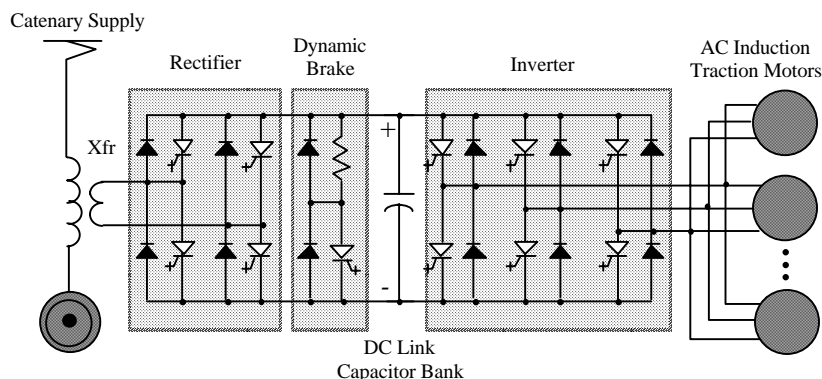 Catenary Supply
Rectifier
Dynamic
Brake
Inverter
AC Induction
Traction Motors
Xfr
+
-
DC Link
Capacitor Bank